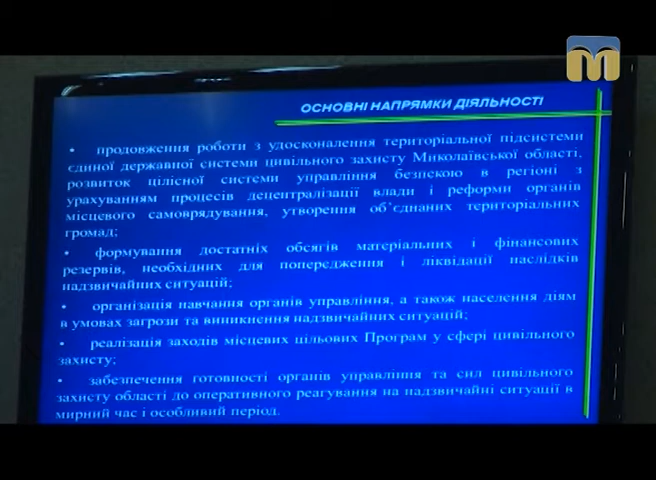 М
ОСНОВНІ НАПРЯМКИ ДІЯЛЬНОСТІ
• продовження роботи з удосконалення територіальної підсистеми
єдиної державної системи цивільного захисту Миколаївської області,
розвиток цілісної системи управління безпекою в регіоні з
урахуванням процесів децентралізації влади і реформи органів
місцевого самоврядування, утворення об'єднаних територіальних
громад;
• формування достатніх обсягів матеріальних і фінансових
резервів, необхідних для попередження і ліквідації наслідків
надзвичайних ситуацій;
• організація навчання органів управління, а також населення діям
в умовах загрози та виникнення надзвичайних ситуацій;
• реалізація заходів місцевих цільових Програм у сфері цивільного
захисту;
• забезпечення готовності органів управління та сил цивільного
захисту області до оперативного реагування на надзвичайні ситуації в
мирний час і особливий період.